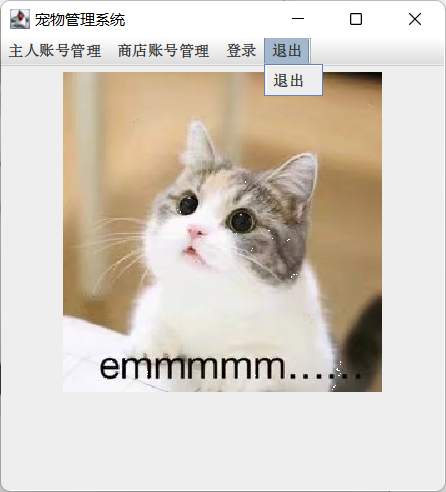 宠物管理系统
主人账号管理 商店账号管理 登录 退出
退出
emmmmm......